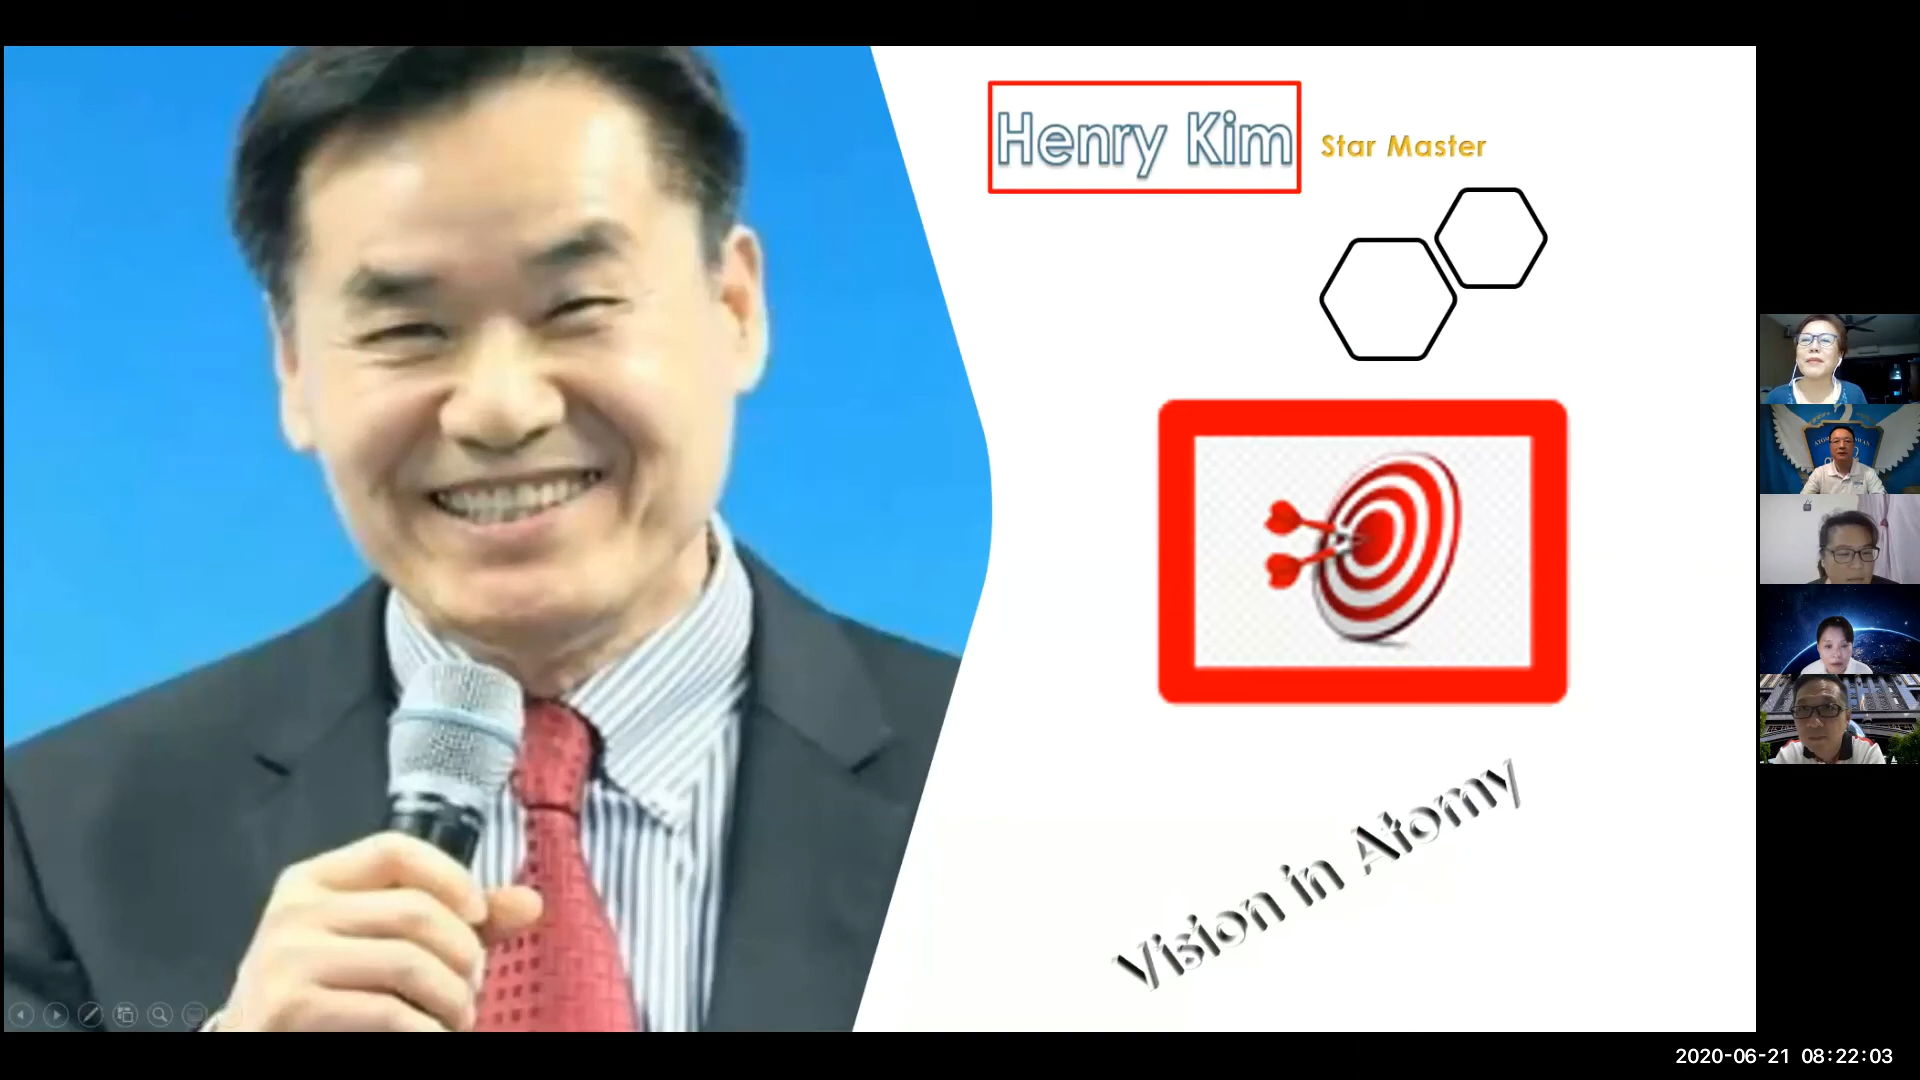 Henry Kim
Star Master
Vision in Atomy
2020-06-21 08:22:03